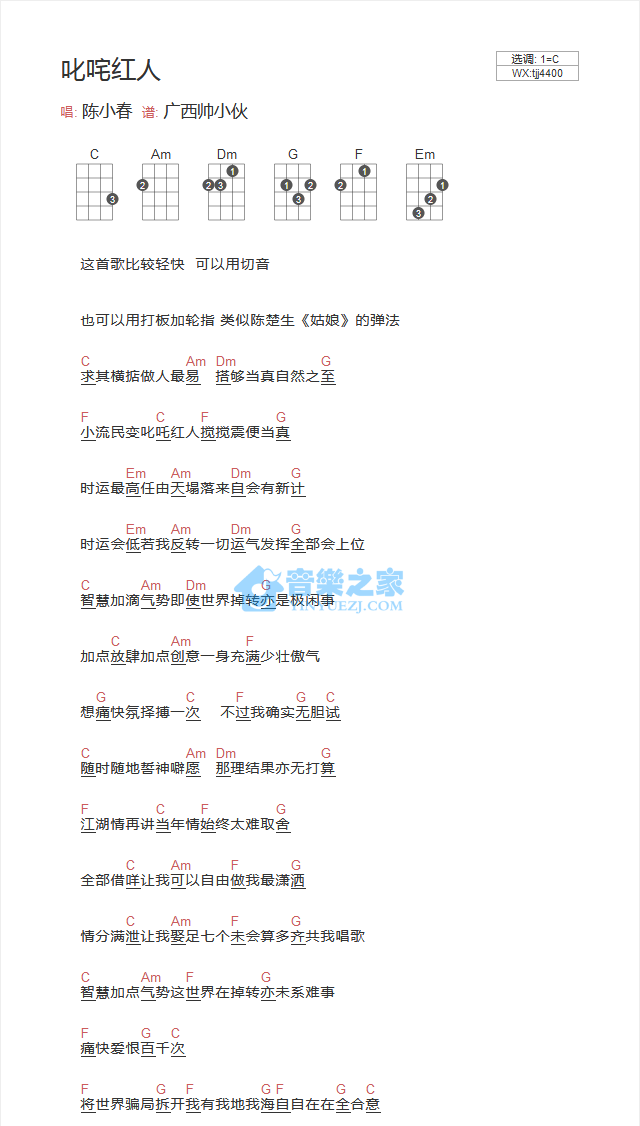 叱咤红人
选调: 1=C
WX:tjj4400
唱: 陈小春 谱: 广西帅小伙
C Am Dm G F Em
3 2 1 2 3 1 2 3 2 1 1 2 3
这首歌比较轻快 可以用切音
也可以用打板加轮指 类似陈楚生《姑娘》的弹法
C Am Dm G
求其横掂做人最易 搭够当真自然之至
F C F G
小流民变叱吒红人搅搅震便当真
Em Am Dm G
时运最高任由天塌落来自会有新计
Em Am Dm G
时运会低若我反转一切运气发挥全部会上位
C Am Dm G
智慧加滴气势即使世界掉转亦是极闲事
音樂之家
YINYUEZJ.COM
C Am F
加点放肆加点创意一身充满少壮傲气
G C F G C
想痛快氛择搏一次 不过我确实无胆试
C Am Dm G
随时随地誓神噼愿 那理结果亦无打算
F C F G
江湖情再讲当年情始终太难取舍
C Am F G
全部借咩让我可以自由做我最潇洒
C Am F G
情分满泄让我娶足七个未会算多齐共我唱歌
C Am F G
智慧加点气势这世界在掉转亦未系难事
F G C
痛快爱恨百千次
F G F G F G C
将世界骗局拆开我有我地我海自自在在全合意